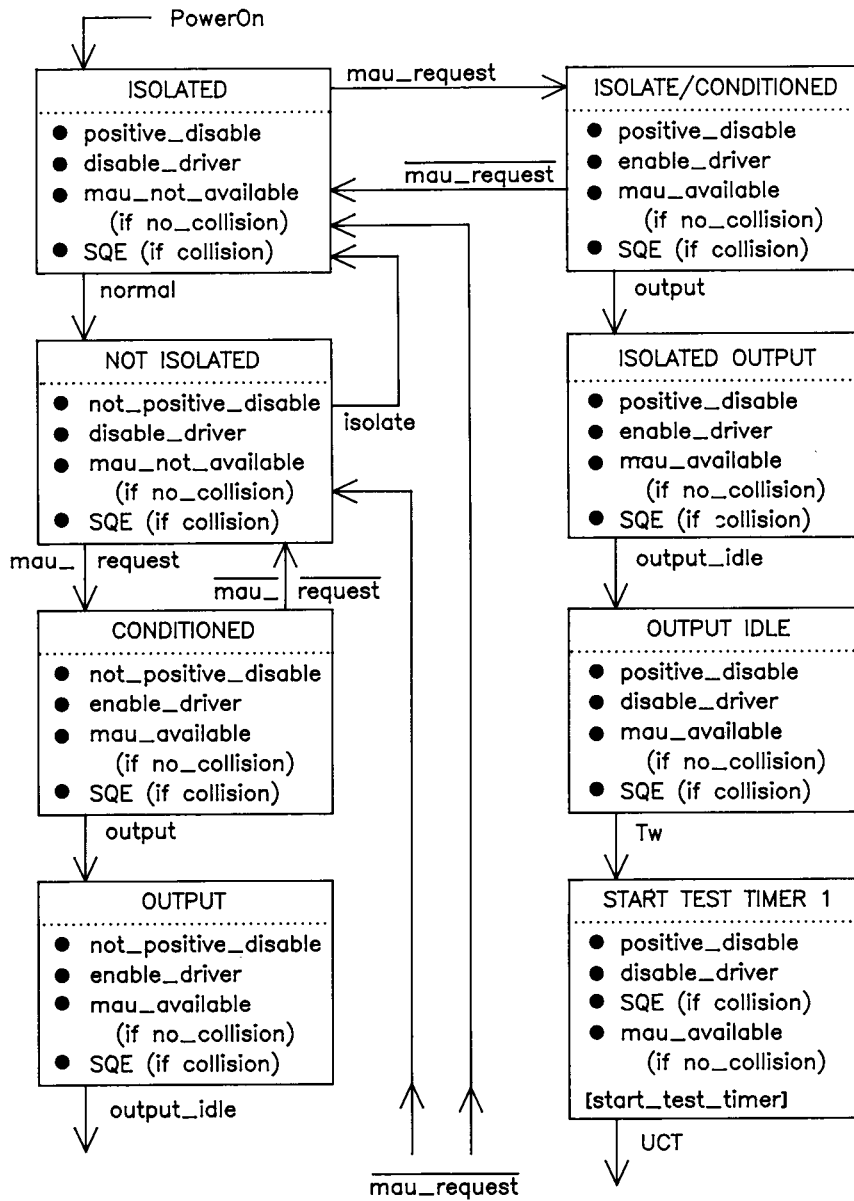 PowerOn
ISOLATED
● positive_disable
● disable_driver
● mau_not_available
(if no_collision)
● SQE (if collision)
normal
NOT ISOLATED
● not_positive_disable
● disable_driver
● mau_not_available
(if no_collision)
● SQE (if collision)
isolate
mau_ request
mau_ request
CONDITIONED
● not_positive_disable
● enable_driver
● mau_available
(if no_collision)
● SQE (if collision)
output
OUTPUT
● not_positive_disable
● enable_driver
● mau_available
(if no_collision)
● SQE (if collision)
output_idle
mau_request
mau_request
mau_request
ISOLATE/CONDITIONED
● positive_disable
● enable_driver
● mau_available
(if no_collision)
● SQE (if collision)
output
ISOLATED OUTPUT
● positive_disable
● enable_driver
● mau_available
(if no_collision)
● SQE (if collision)
output_idle
OUTPUT IDLE
● positive_disable
● disable_driver
● mau_available
(if no_collision)
● SQE (if collision)
Tw
START TEST TIMER 1
● positive_disable
● disable_driver
● SQE (if collision)
● mau_available
(if no_collision)
[start_test_timer]
UCT